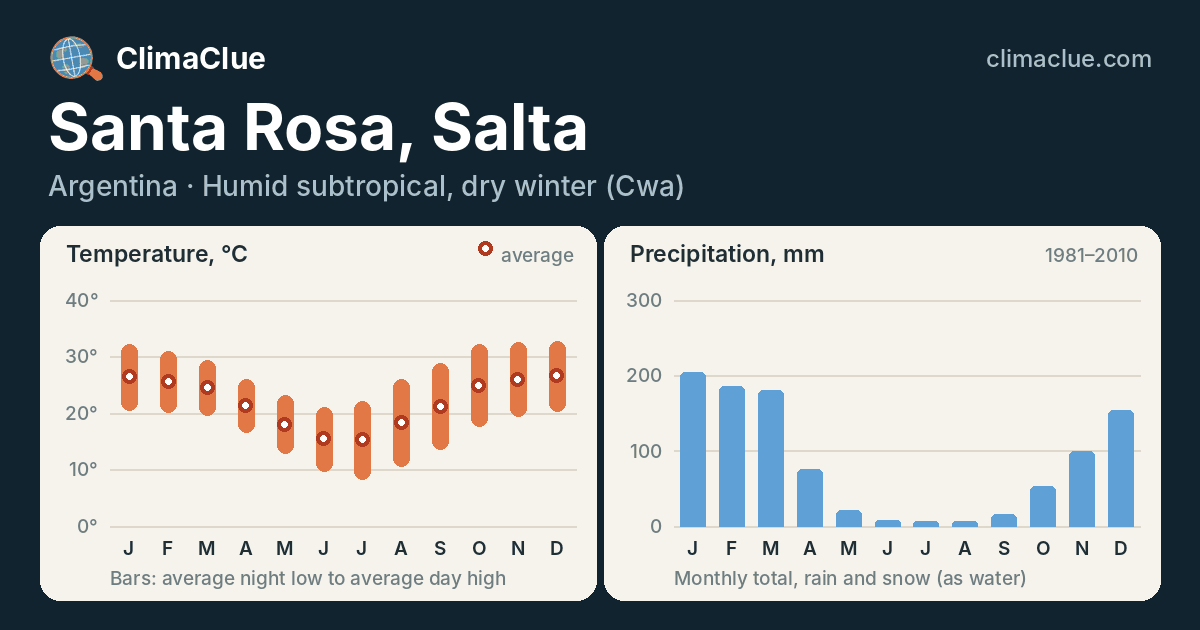 ClimaClue
climaclue.com
Santa Rosa, Salta
Argentina · Humid subtropical, dry winter (Cwa)
Temperature, °C
average
40°
30°
20°
10°
0°
J F M A M J J A S O N D
Bars: average night low to average day high
Precipitation, mm
1981–2010
300
200
100
0
J F M A M J J A S O N D
Monthly total, rain and snow (as water)